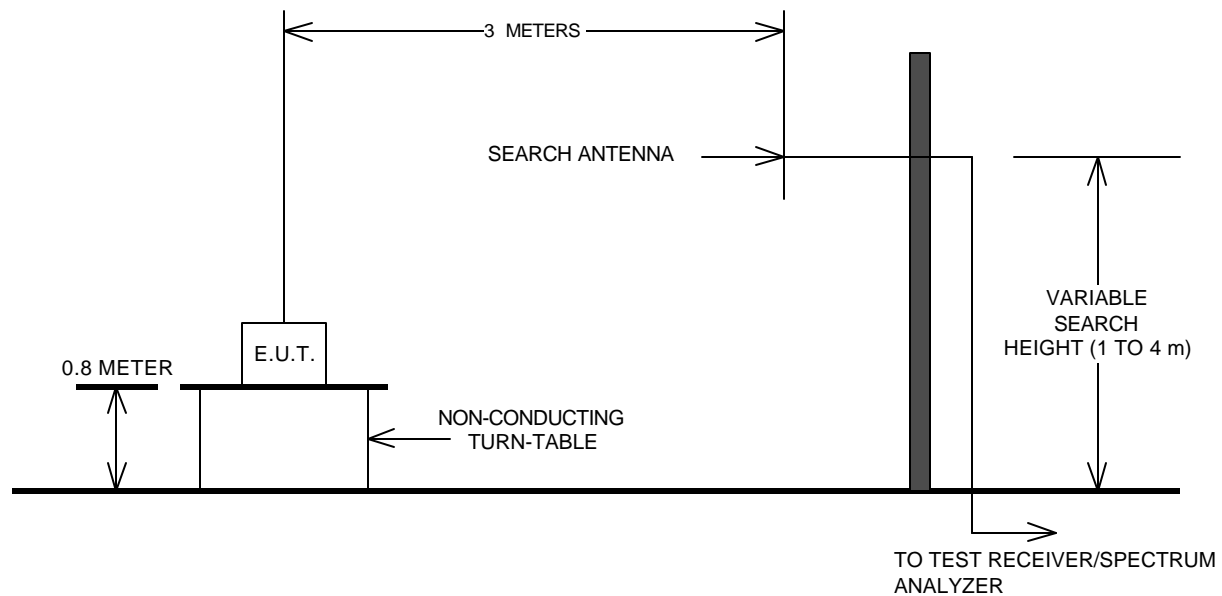 3 METERS
SEARCH ANTENNA
VARIABLE
SEARCH
HEIGHT (1 TO 4 m)
E.U.T.
0.8 METER
NON-CONDUCTING
TURN-TABLE
TO TEST RECEIVER/SPECTRUM
ANALYZER